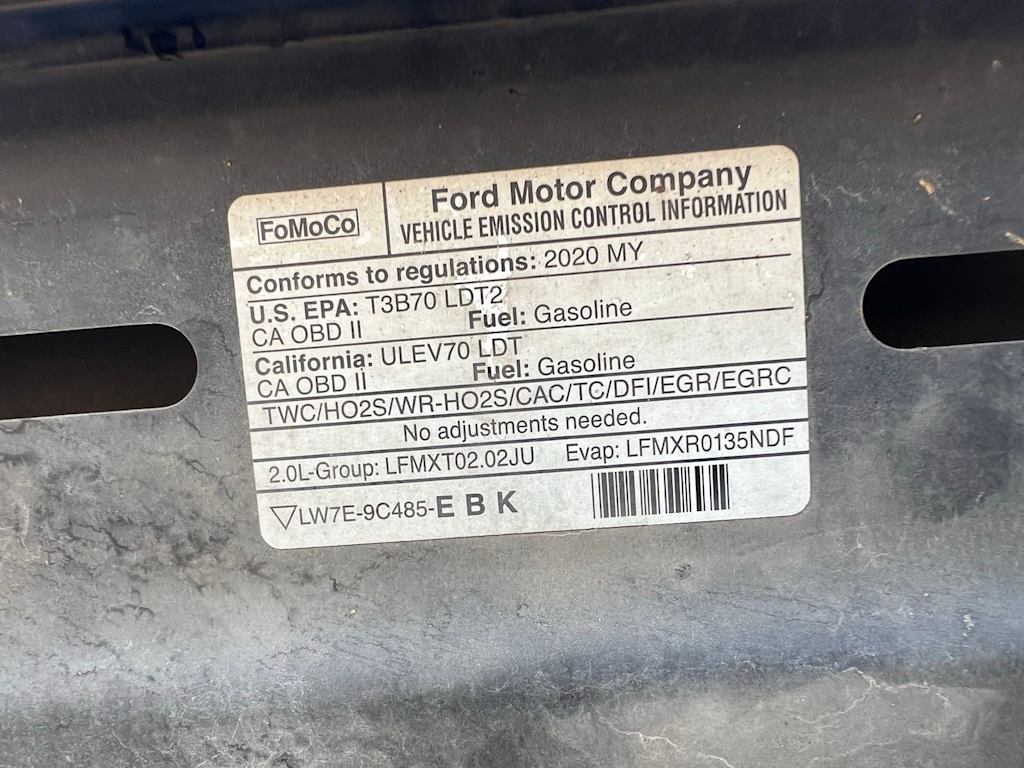 FoMoCo
Ford Motor Company
VEHICLE EMISSION CONTROL INFORMATION
Conforms to regulations: 2020 MY
U.S. EPA: T3B70 LDT2
CA OBD II Fuel: Gasoline
California: ULEV70 LDT
CA OBD II Fuel: Gasoline
TWC/HO2S/WR-HO2S/CAC/TC/DFI/EGR/EGRC
No adjustments needed.
2.0L-Group: LFMXT02.02JU Evap: LFMXR0135NDF
LW7E-9C485-E B K